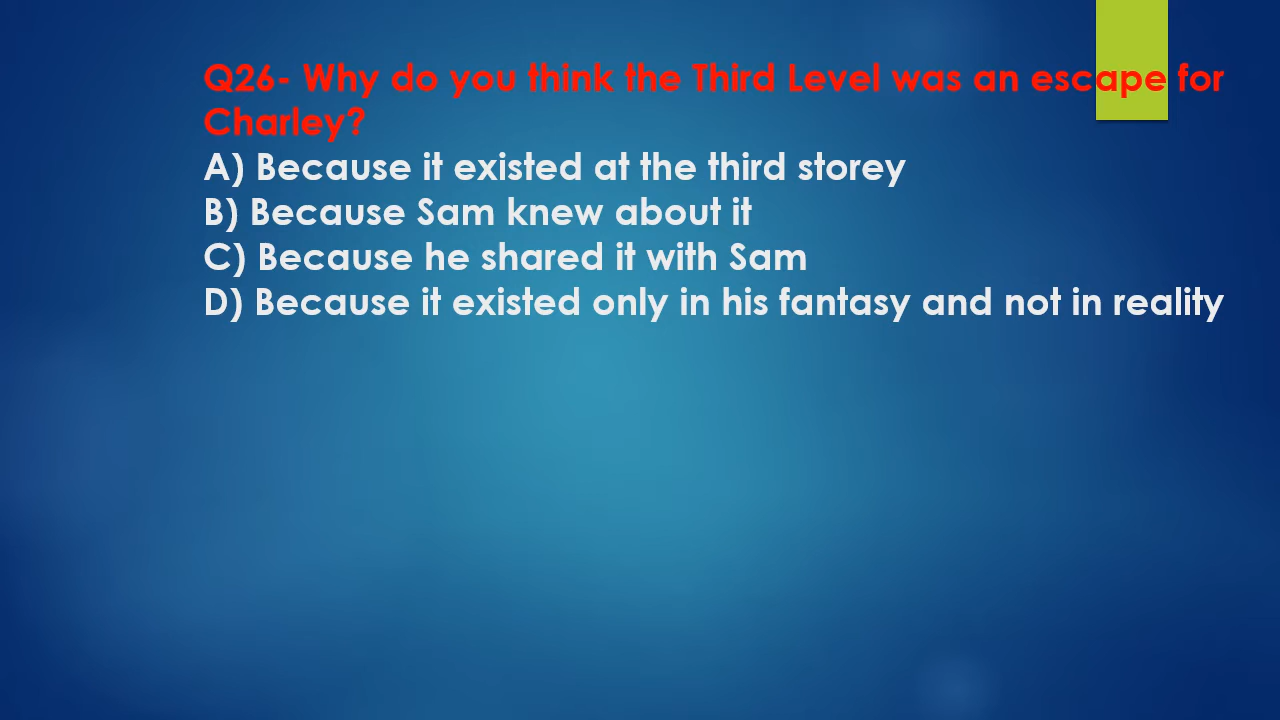 Q26- Why do you think the Third Level was an escape for
Charley?
A) Because it existed at the third storey
B) Because Sam knew about it
C) Because he shared it with Sam
D) Because it existed only in his fantasy and not in reality